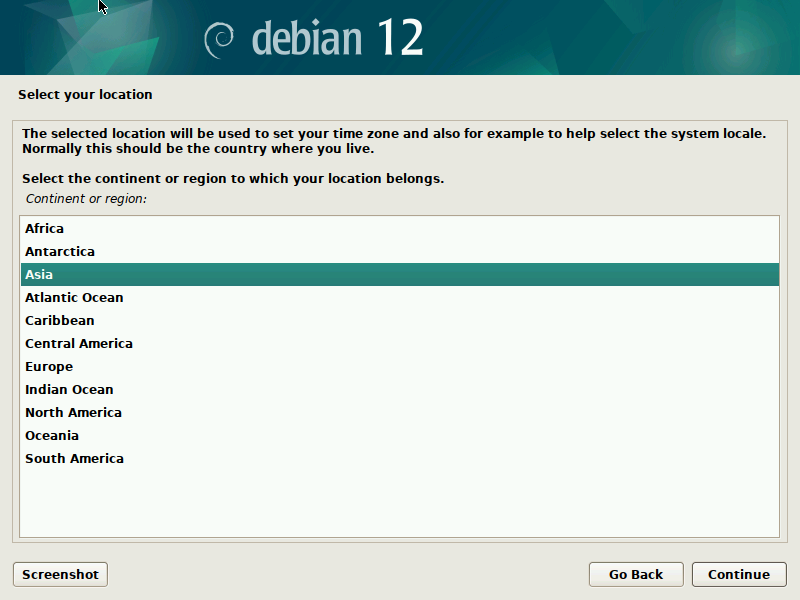 debian 12
Select your location
The selected location will be used to set your time zone and also for example to help select the system locale.
Normally this should be the country where you live.
Select the continent or region to which your location belongs.
Continent or region:
Africa
Antarctica
Asia
Atlantic Ocean
Caribbean
Central America
Europe
Indian Ocean
North America
Oceania
South America
Screenshot
Go Back
Continue